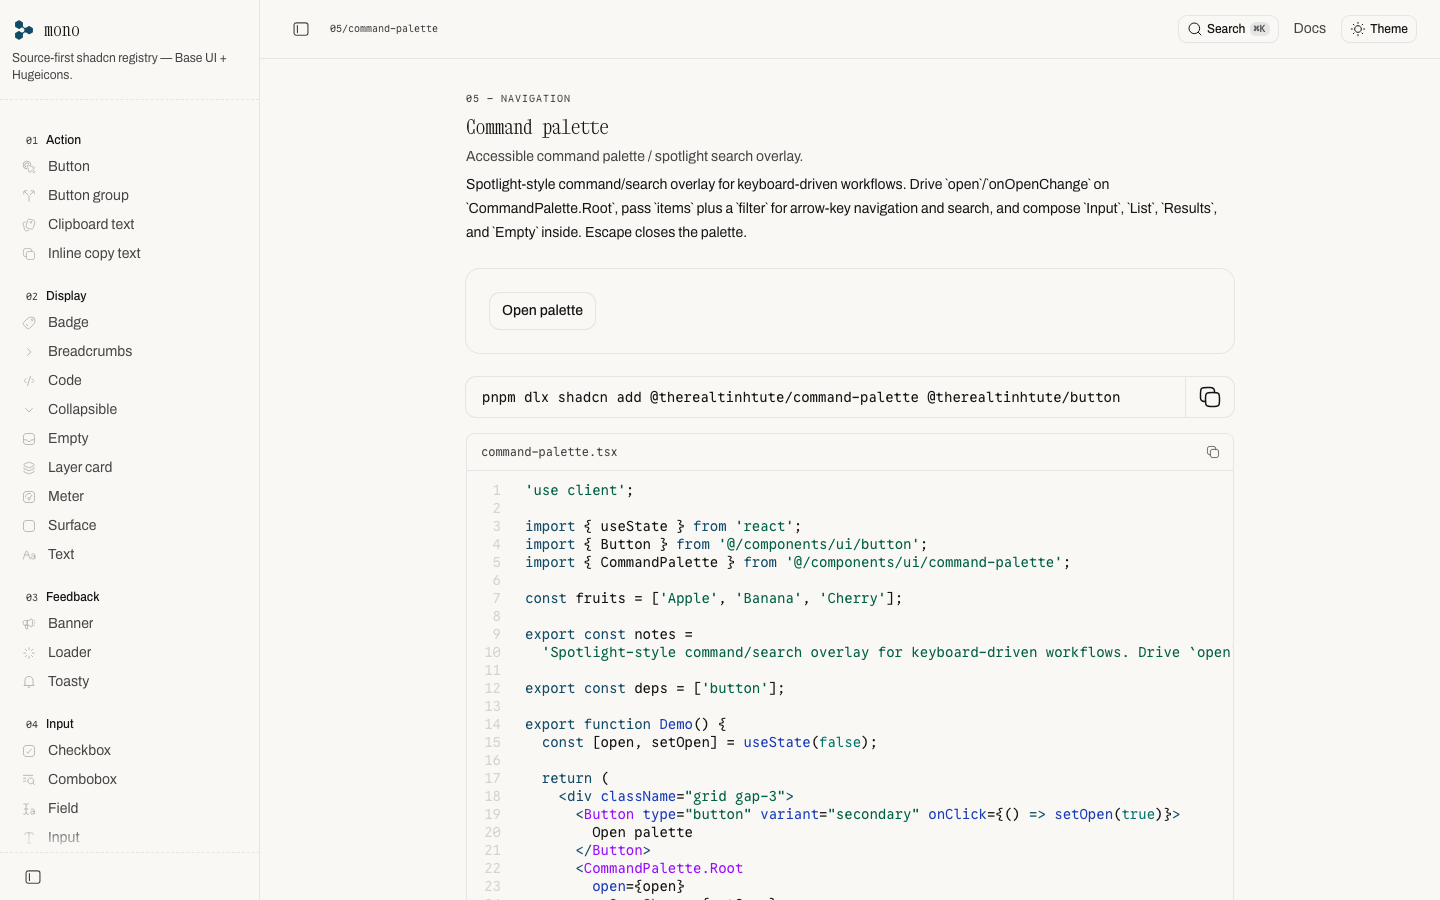 mono
Source-first shadcn registry — Base UI +
Hugeicons.
01 Action
Button
Button group
Clipboard text
Inline copy text
02 Display
Badge
Breadcrumbs
Code
Collapsible
Empty
Layer card
Meter
Surface
Text
03 Feedback
Banner
Loader
Toasty
04 Input
Checkbox
Combobox
Field
Input
05/command-palette
Search ⌘K
Docs
Theme
05 — NAVIGATION
Command palette
Accessible command palette / spotlight search overlay.
Spotlight-style command/search overlay for keyboard-driven workflows. Drive `open`/`onOpenChange` on
`CommandPalette.Root`, pass `items` plus a `filter` for arrow-key navigation and search, and compose `Input`, `List`, `Results`,
and `Empty` inside. Escape closes the palette.
Open palette
pnpm dlx shadcn add @therealtinhtute/command-palette @therealtinhtute/button
command-palette.tsx
1 'use client';
2
3 import { useState } from 'react';
4 import { Button } from '@/components/ui/button';
5 import { CommandPalette } from '@/components/ui/command-palette';
6
7 const fruits = ['Apple', 'Banana', 'Cherry'];
8
9 export const notes =
10 'Spotlight-style command/search overlay for keyboard-driven workflows. Drive `open
11
12 export const deps = ['button'];
13
14 export function Demo() {
15 const [open, setOpen] = useState(false);
16
17 return (
18 <div className="grid gap-3">
19 <Button type="button" variant="secondary" onClick={() => setOpen(true)}>
20 Open palette
21 </Button>
22 <CommandPalette.Root
23 open={open}